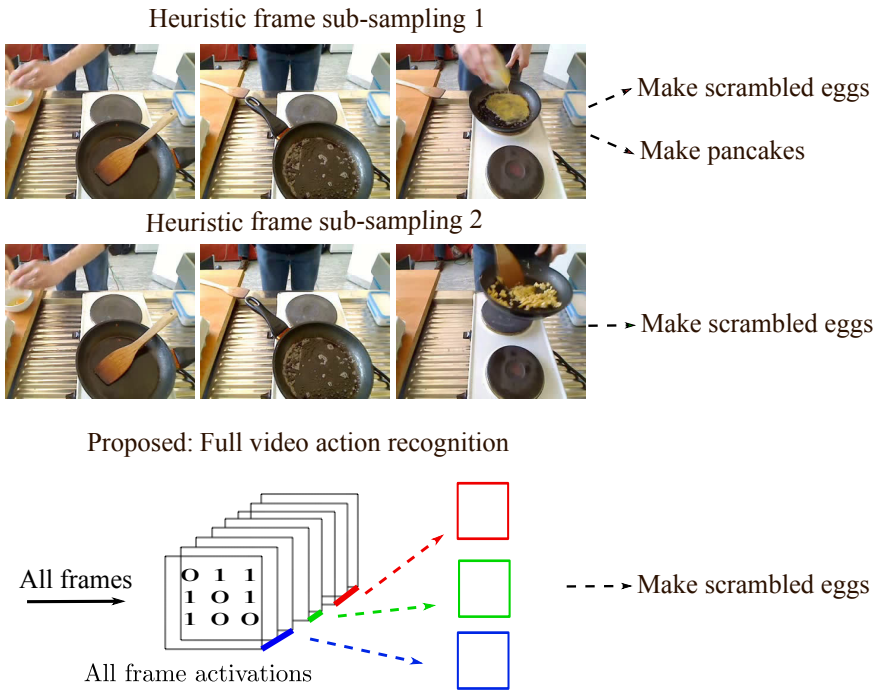 Heuristic frame sub-sampling 1
Make scrambled eggs
Make pancakes
Heuristic frame sub-sampling 2
Make scrambled eggs
Proposed: Full video action recognition
All frames
0 1 1
1 0 1
1 0 0
Make scrambled eggs
All frame activations